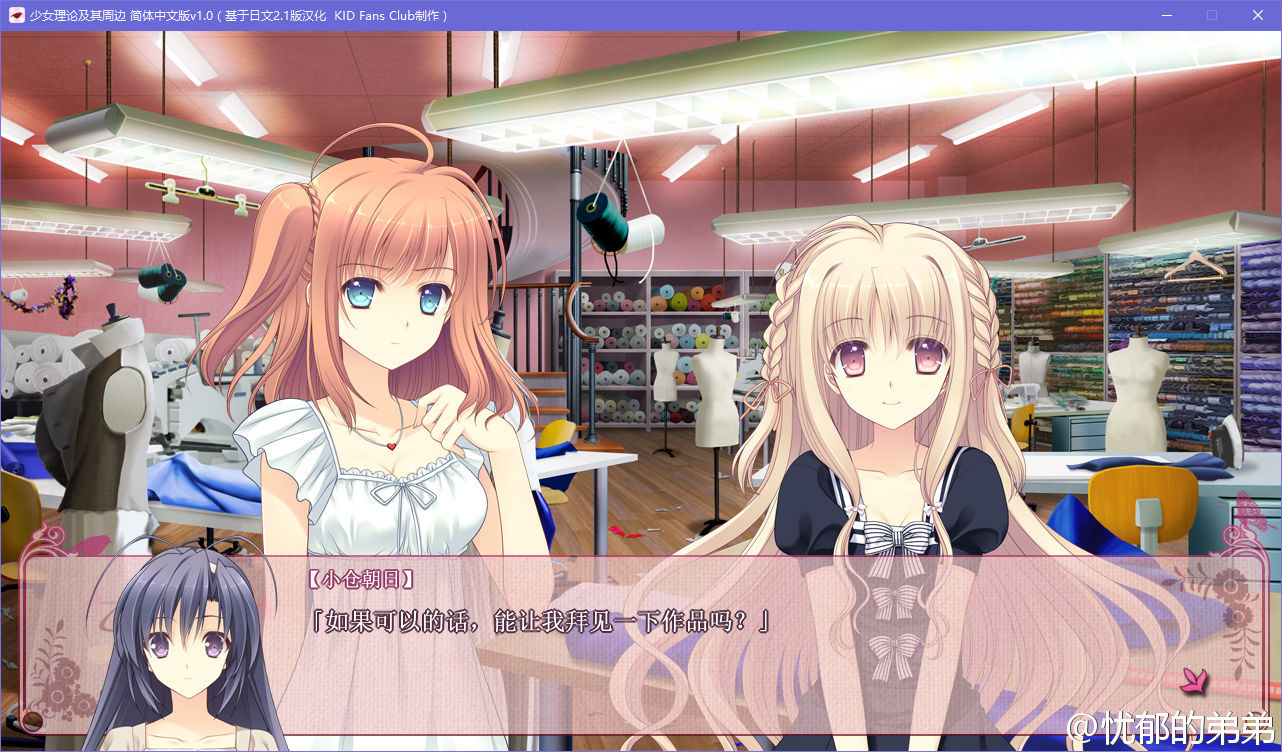 少女理论及其周边 简体中文版v1.0 ( 基于日文2.1版汉化 KID Fans Club制作 )
【小仓朝日】
「如果可以的话，能让我拜见一下作品吗？」
@忧郁的弟弟